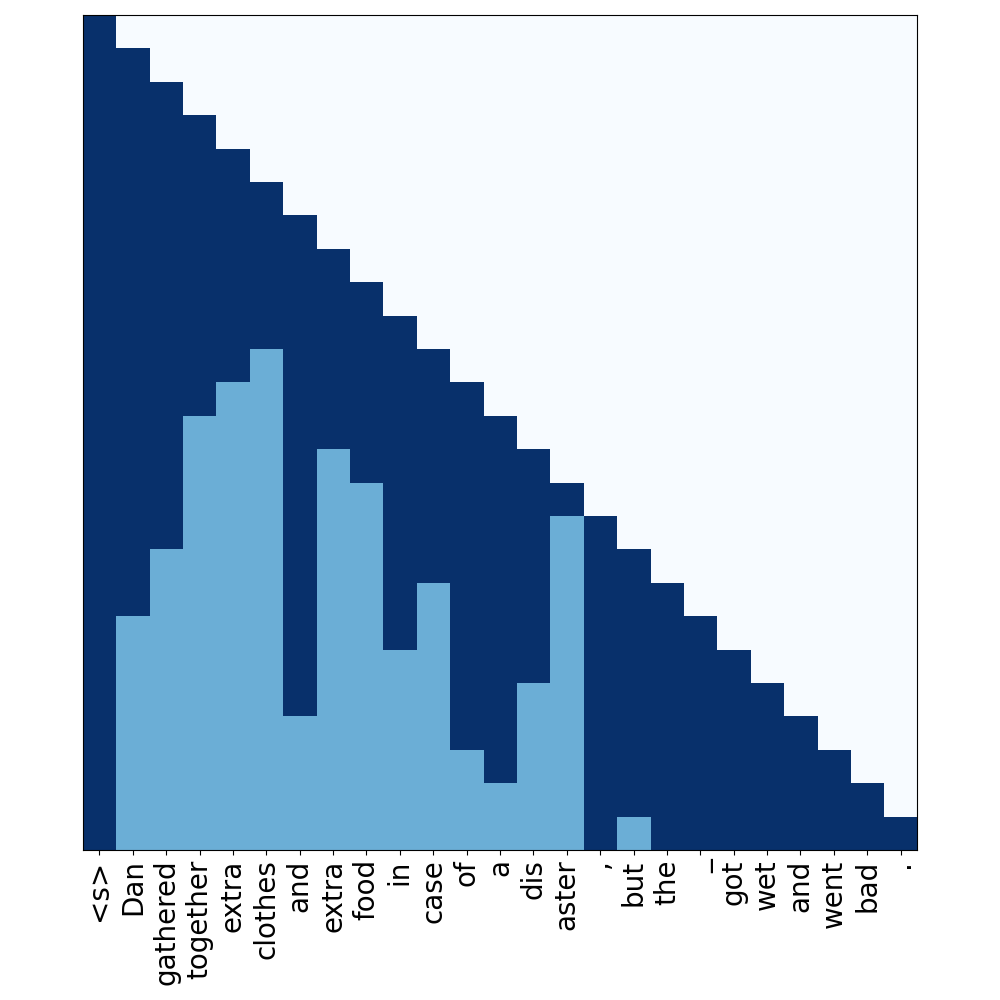 <s>
Dan
gathered
together
extra
clothes
and
extra
food
in
case
of
a
dis
aster
,
but
the
_
got
wet
and
went
bad
.